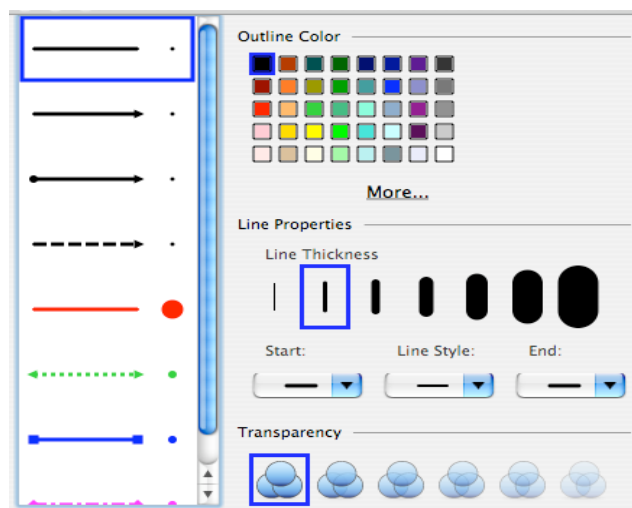 Outline Color
More...
Line Properties
Line Thickness
Start: Line Style: End:
Transparency